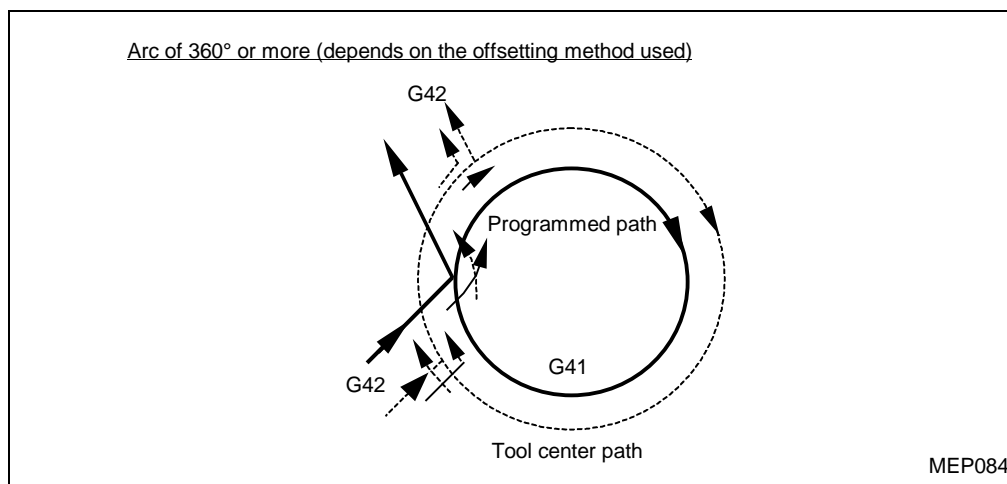 Arc of 360° or more (depends on the offsetting method used)
G42
Programmed path
G41
G42
Tool center path
MEP084